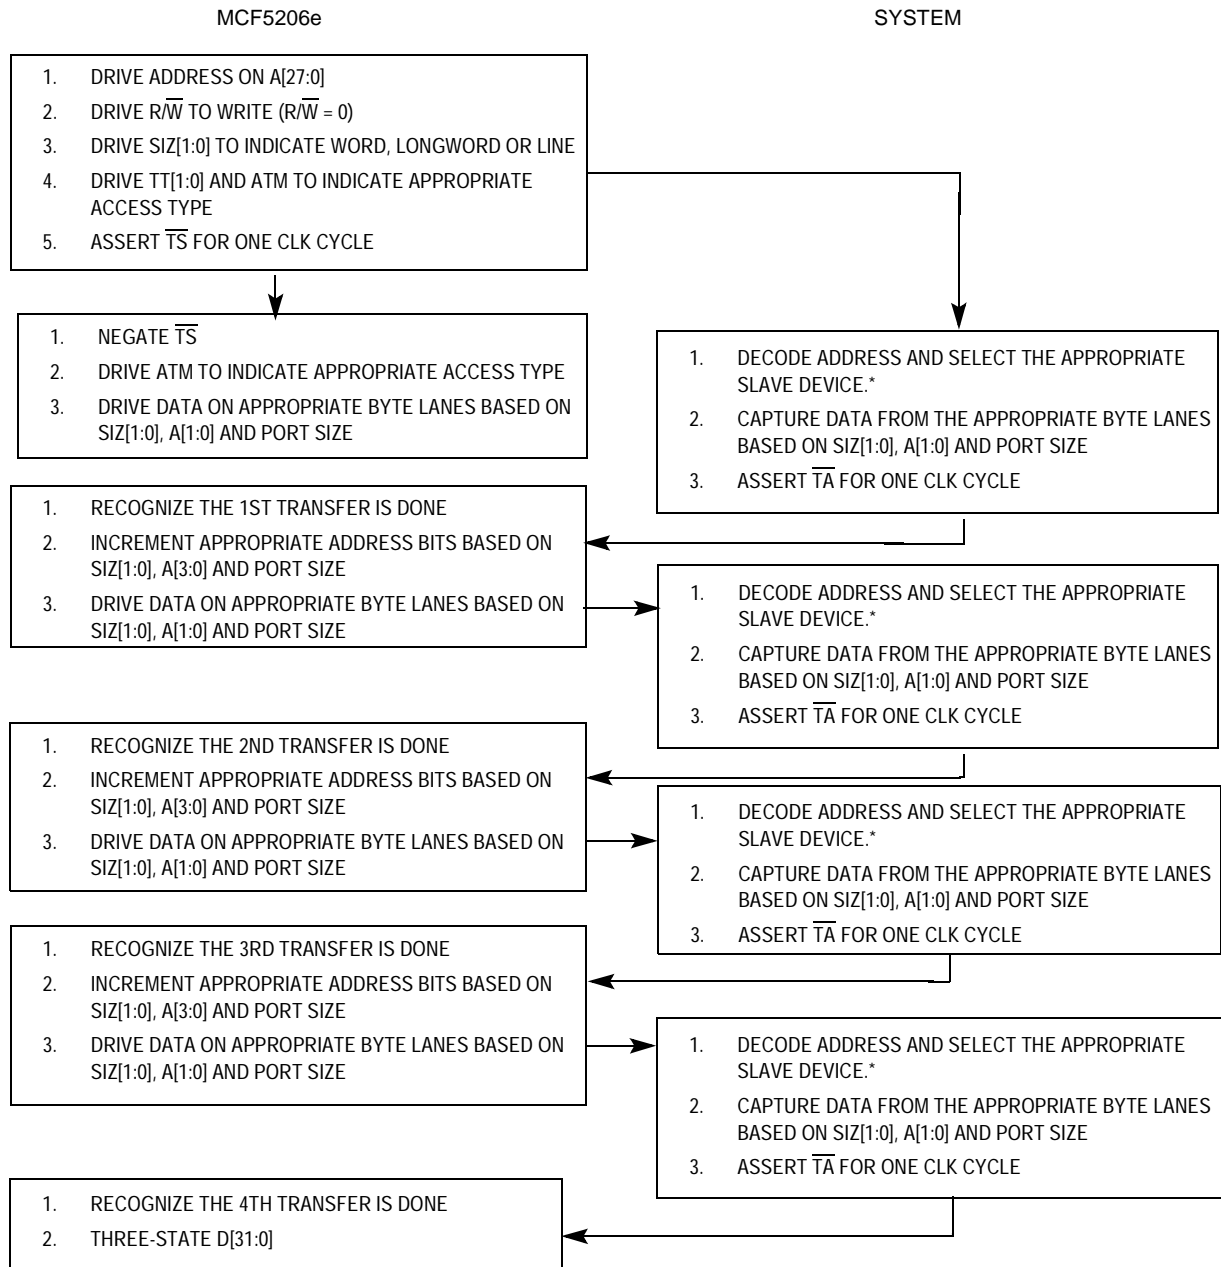 MCF5206e
SYSTEM
1. DRIVE ADDRESS ON A[27:0]
2. DRIVE R/W̅ TO WRITE (R/W̅ = 0)
3. DRIVE SIZ[1:0] TO INDICATE WORD, LONGWORD OR LINE
4. DRIVE TT[1:0] AND ATM TO INDICATE APPROPRIATE
ACCESS TYPE
5. ASSERT T̅S̅ FOR ONE CLK CYCLE
1. NEGATE T̅S̅
2. DRIVE ATM TO INDICATE APPROPRIATE ACCESS TYPE
3. DRIVE DATA ON APPROPRIATE BYTE LANES BASED ON
SIZ[1:0], A[1:0] AND PORT SIZE
1. DECODE ADDRESS AND SELECT THE APPROPRIATE
SLAVE DEVICE.*
2. CAPTURE DATA FROM THE APPROPRIATE BYTE LANES
BASED ON SIZ[1:0], A[1:0] AND PORT SIZE
3. ASSERT T̅A̅ FOR ONE CLK CYCLE
1. RECOGNIZE THE 1ST TRANSFER IS DONE
2. INCREMENT APPROPRIATE ADDRESS BITS BASED ON
SIZ[1:0], A[3:0] AND PORT SIZE
3. DRIVE DATA ON APPROPRIATE BYTE LANES BASED ON
SIZ[1:0], A[1:0] AND PORT SIZE
1. DECODE ADDRESS AND SELECT THE APPROPRIATE
SLAVE DEVICE.*
2. CAPTURE DATA FROM THE APPROPRIATE BYTE LANES
BASED ON SIZ[1:0], A[1:0] AND PORT SIZE
3. ASSERT T̅A̅ FOR ONE CLK CYCLE
1. RECOGNIZE THE 2ND TRANSFER IS DONE
2. INCREMENT APPROPRIATE ADDRESS BITS BASED ON
SIZ[1:0], A[3:0] AND PORT SIZE
3. DRIVE DATA ON APPROPRIATE BYTE LANES BASED ON
SIZ[1:0], A[1:0] AND PORT SIZE
1. DECODE ADDRESS AND SELECT THE APPROPRIATE
SLAVE DEVICE.*
2. CAPTURE DATA FROM THE APPROPRIATE BYTE LANES
BASED ON SIZ[1:0], A[1:0] AND PORT SIZE
3. ASSERT T̅A̅ FOR ONE CLK CYCLE
1. RECOGNIZE THE 3RD TRANSFER IS DONE
2. INCREMENT APPROPRIATE ADDRESS BITS BASED ON
SIZ[1:0], A[3:0] AND PORT SIZE
3. DRIVE DATA ON APPROPRIATE BYTE LANES BASED ON
SIZ[1:0], A[1:0] AND PORT SIZE
1. DECODE ADDRESS AND SELECT THE APPROPRIATE
SLAVE DEVICE.*
2. CAPTURE DATA FROM THE APPROPRIATE BYTE LANES
BASED ON SIZ[1:0], A[1:0] AND PORT SIZE
3. ASSERT T̅A̅ FOR ONE CLK CYCLE
1. RECOGNIZE THE 4TH TRANSFER IS DONE
2. THREE-STATE D[31:0]